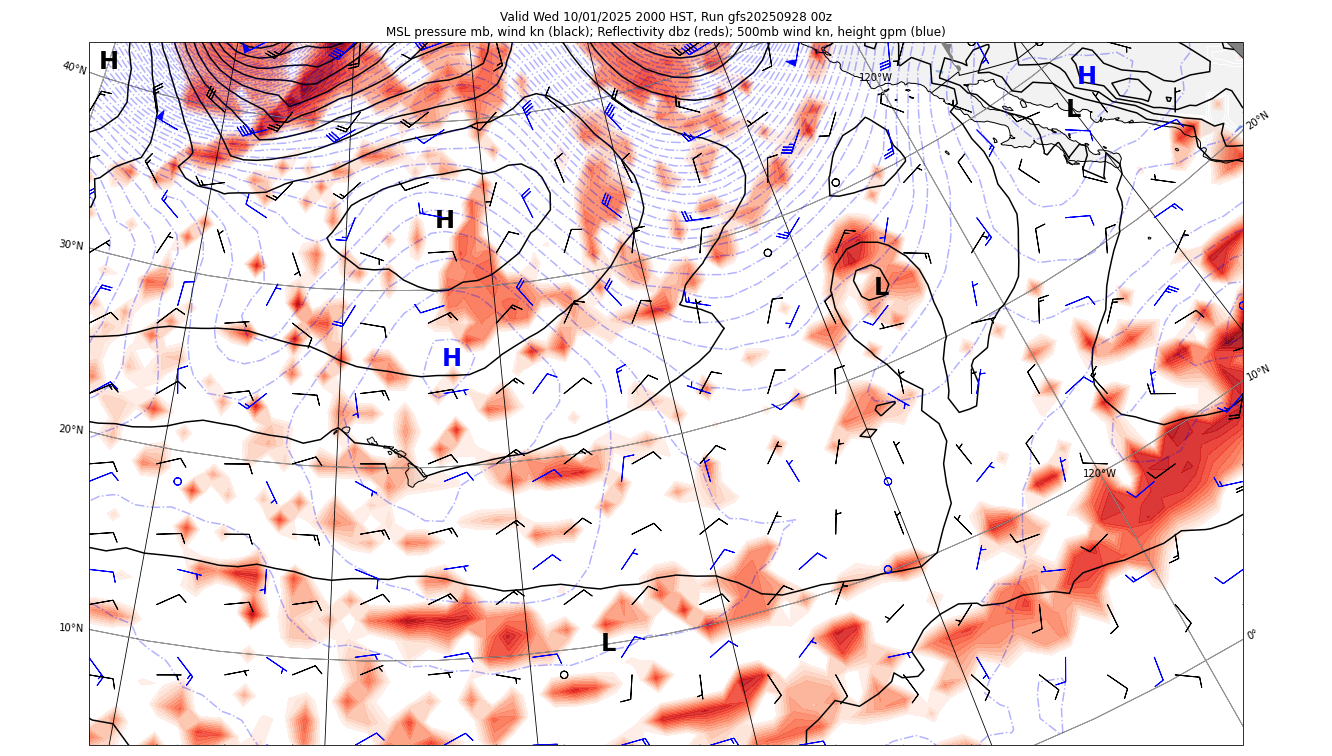 Valid Wed 10/01/2025 2000 HST, Run gfs20250928 00z
MSL pressure mb, wind kn (black); Reflectivity dbz (reds); 500mb wind kn, height gpm (blue)
H
40°N
120°W
H
L
20°N
H
30°N
L
H
10°N
20°N
120°W
10°N
L
0°